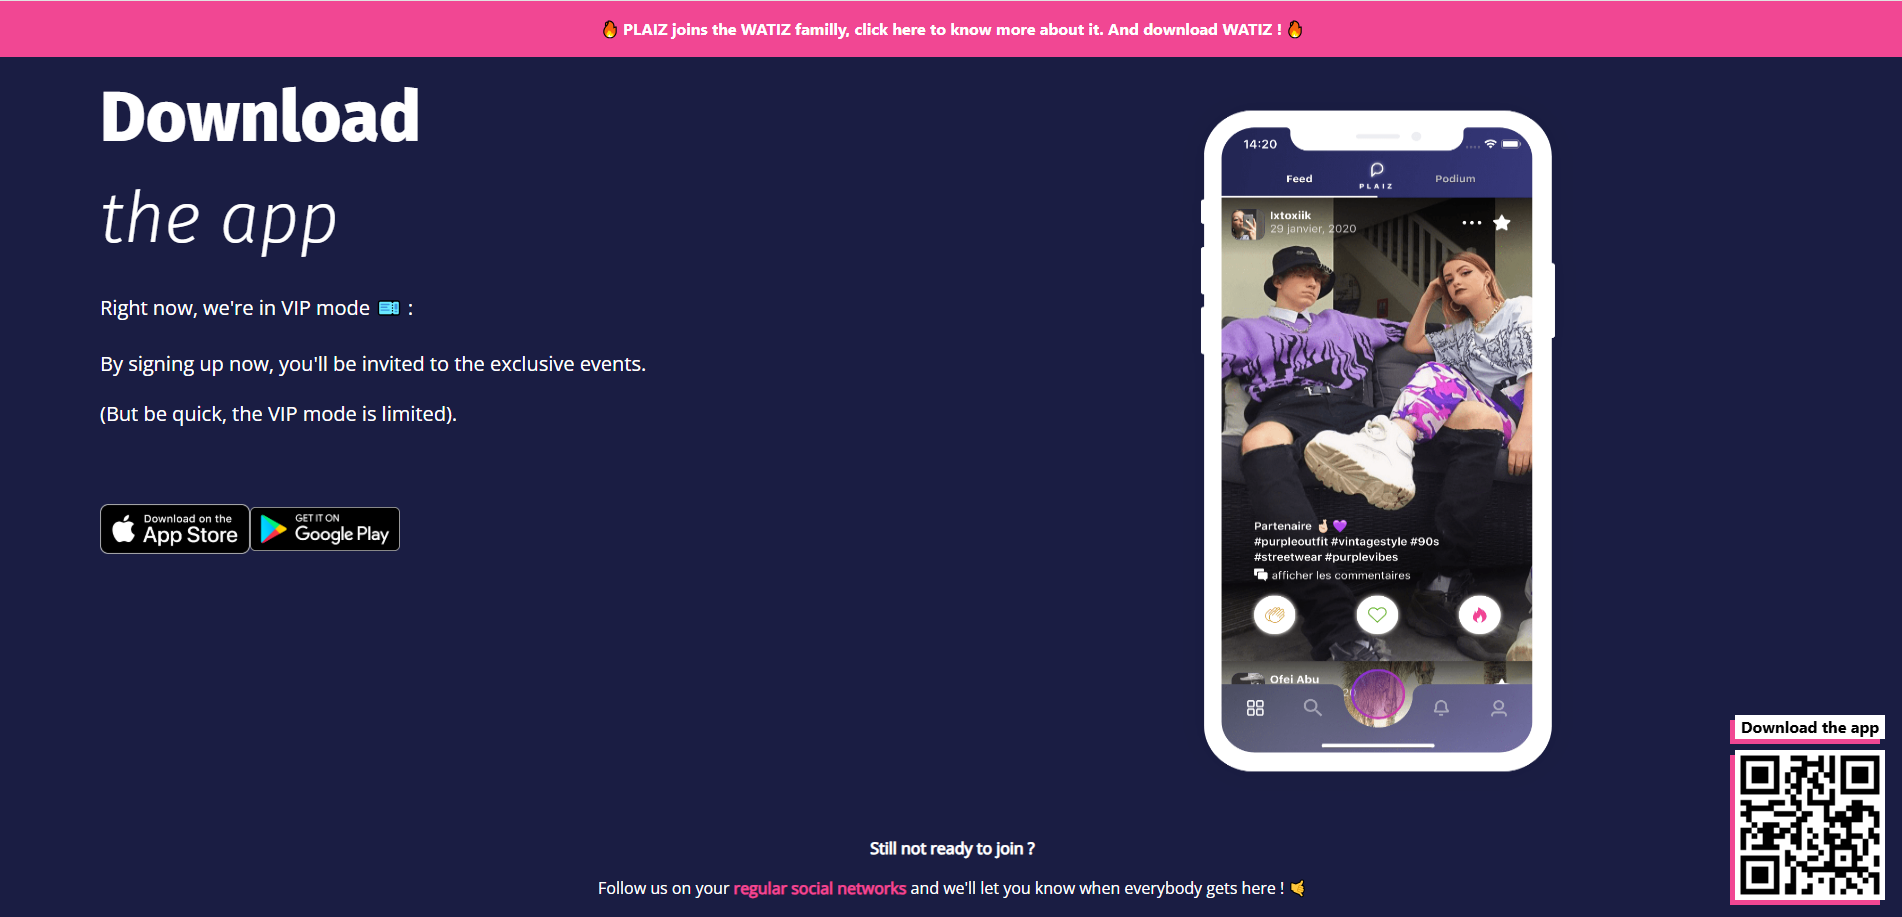 🔥 PLAIZ joins the WATIZ familly, click here to know more about it. And download WATIZ ! 🔥
Download
the app
Right now, we're in VIP mode 🎫 :
By signing up now, you'll be invited to the exclusive events.
(But be quick, the VIP mode is limited).
Download on the
App Store
GET IT ON
Google Play
14:20
Feed
PLAIZ
Podium
lxtoxiik
29 janvier, 2020
Partenaire 🤞🏻💜
#purpleoutfit #vintagestyle #90s
#streetwear #purplevibes
afficher les commentaires
Ofei Abu
Download the app
Still not ready to join ?
Follow us on your regular social networks and we'll let you know when everybody gets here ! 🤙